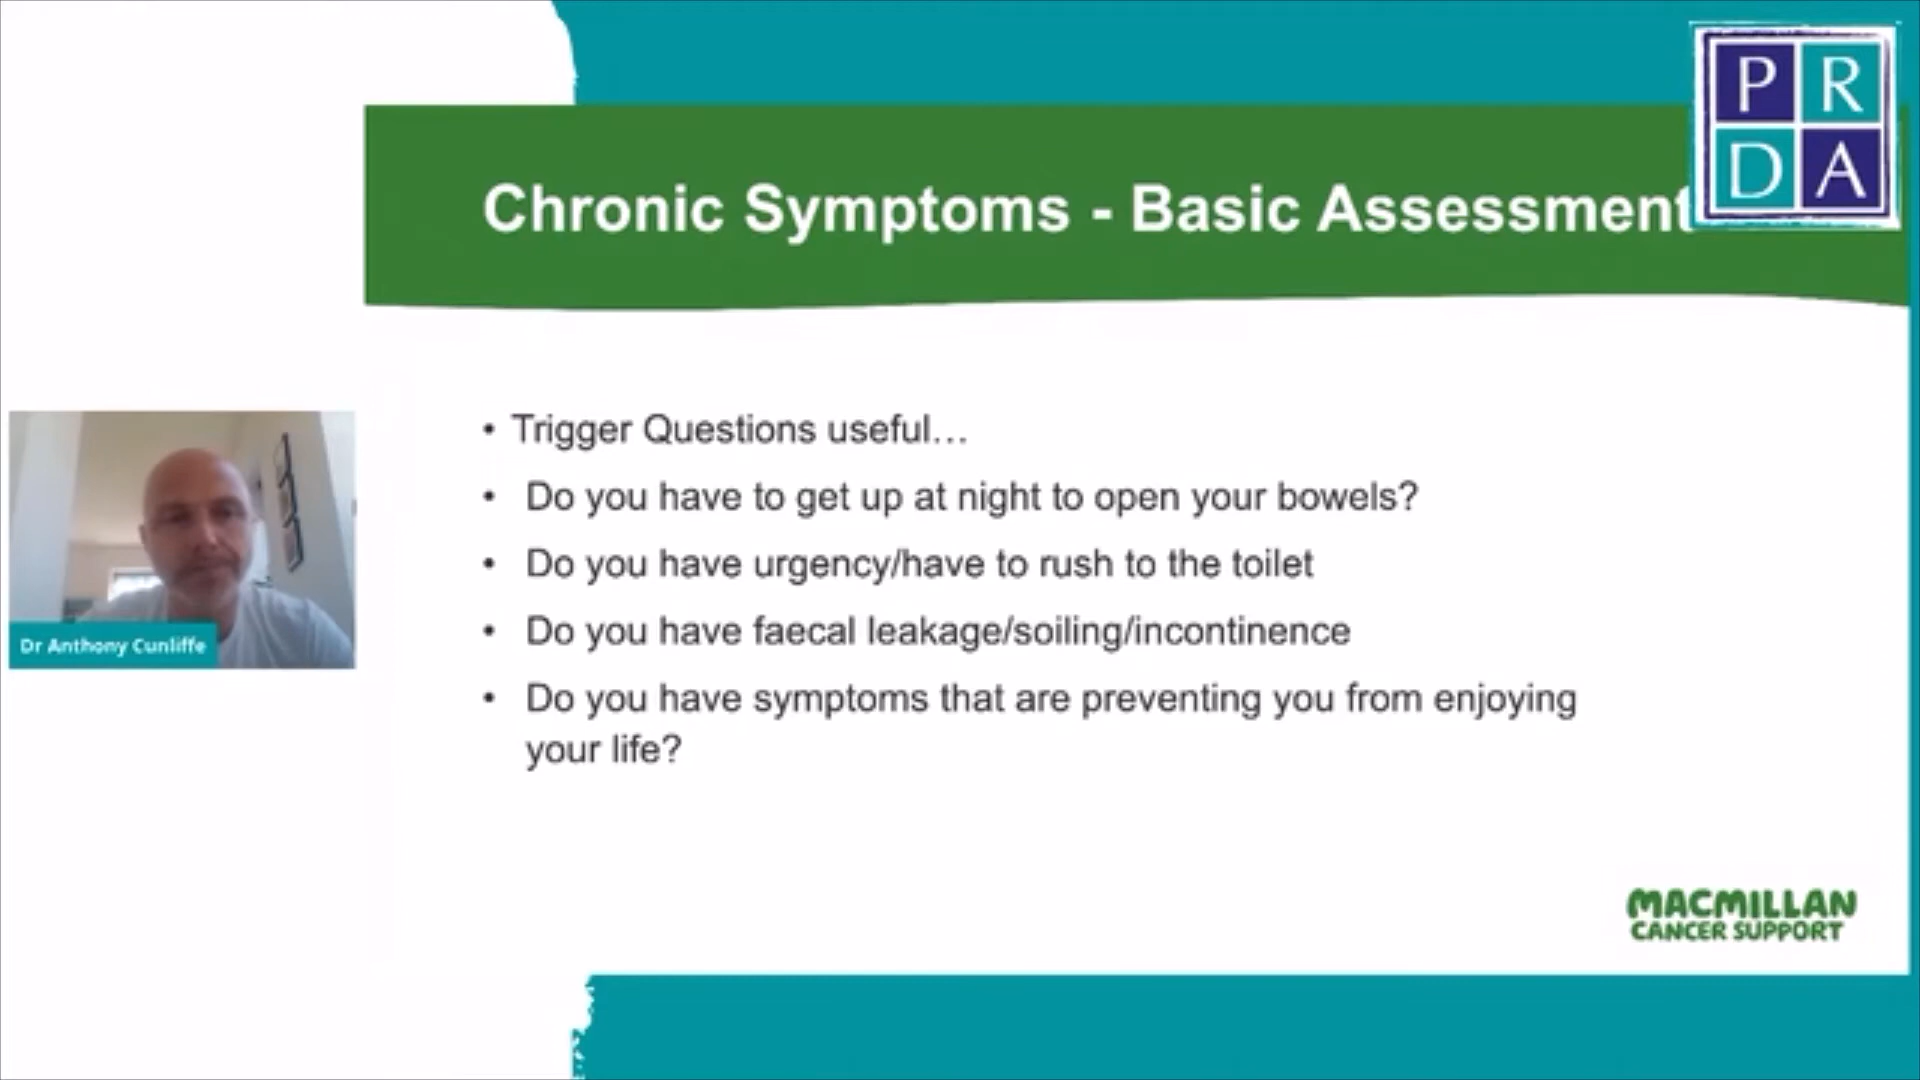 P R
D A
Chronic Symptoms - Basic Assessment
• Trigger Questions useful…
• Do you have to get up at night to open your bowels?
• Do you have urgency/have to rush to the toilet
• Do you have faecal leakage/soiling/incontinence
• Do you have symptoms that are preventing you from enjoying
your life?
Dr Anthony Cunliffe
MACMILLAN
CANCER SUPPORT